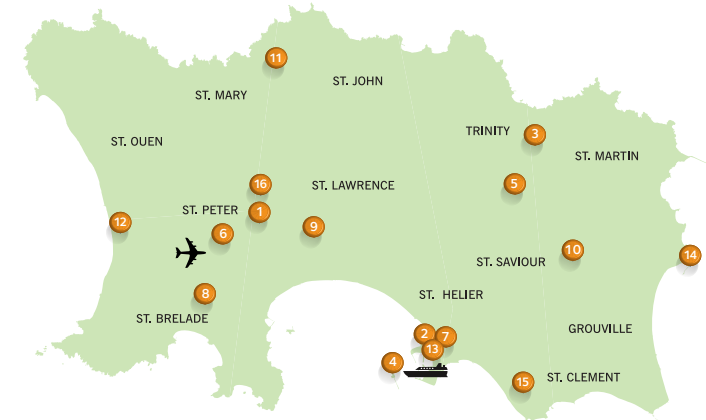 11
ST. JOHN
ST. MARY
TRINITY
3
ST. OUEN
ST. MARTIN
16
ST. LAWRENCE
5
ST. PETER
1
12
6
9
10
14
ST. SAVIOUR
8
ST. HELIER
ST. BRELADE
GROUVILLE
2
7
13
4
15
ST. CLEMENT